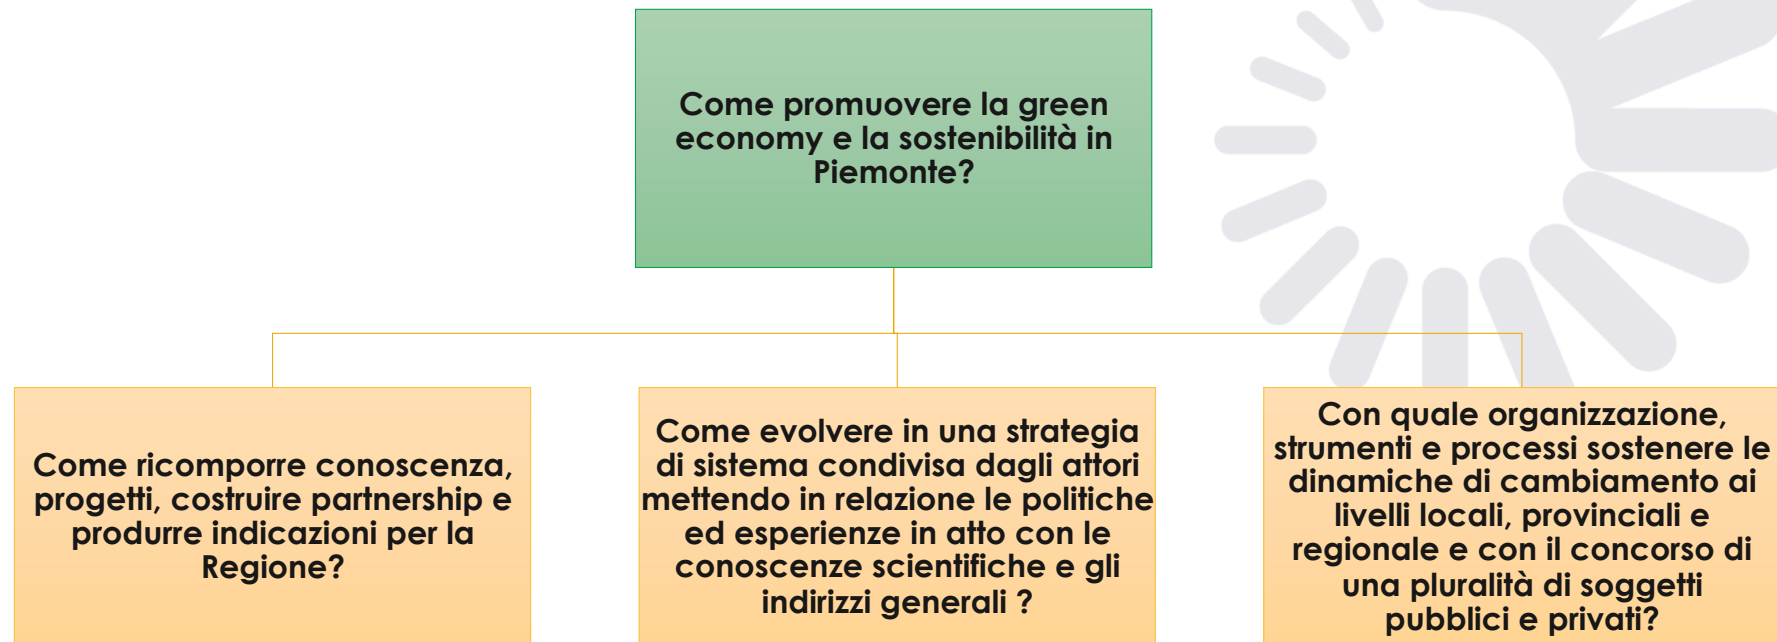 Come promuovere la green
economy e la sostenibilità in
Piemonte?
Come ricomporre conoscenza,
progetti, costruire partnership e
produrre indicazioni per la
Regione?
Come evolvere in una strategia
di sistema condivisa dagli attori
mettendo in relazione le politiche
ed esperienze in atto con le
conoscenze scientifiche e gli
indirizzi generali ?
Con quale organizzazione,
strumenti e processi sostenere le
dinamiche di cambiamento ai
livelli locali, provinciali e
regionale e con il concorso di
una pluralità di soggetti
pubblici e privati?